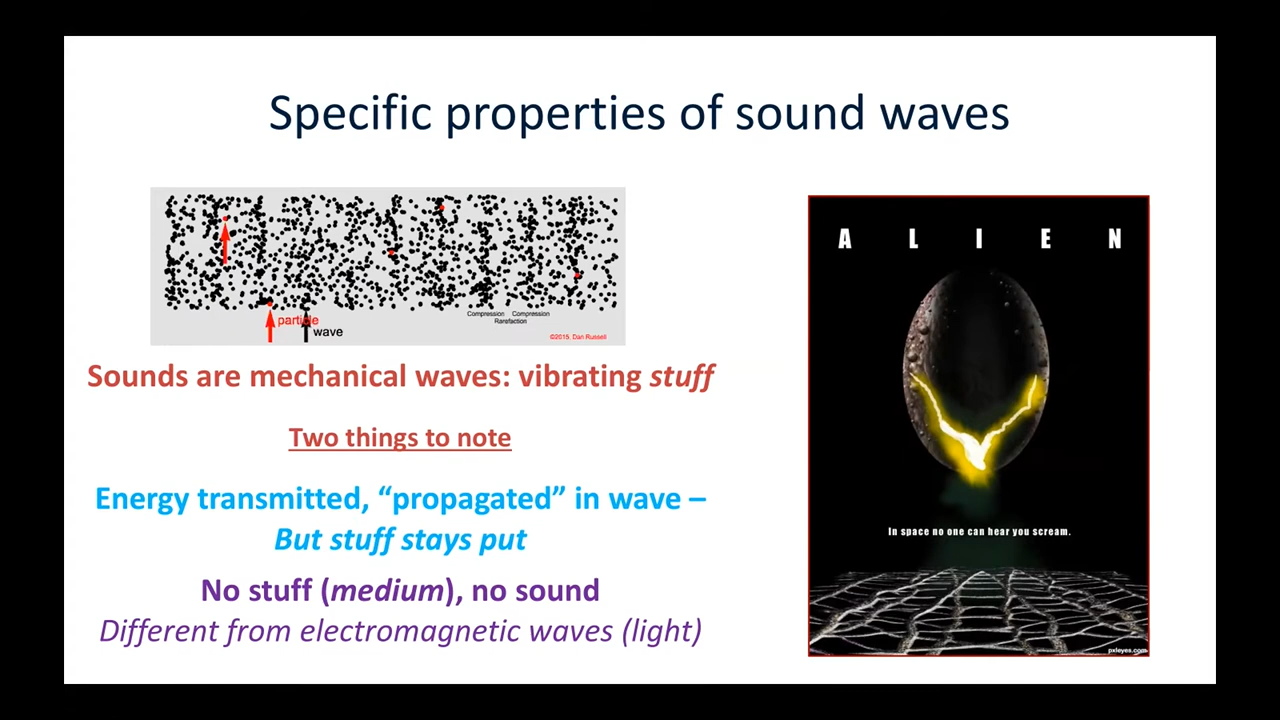 Specific properties of sound waves
particle
wave
Compression Compression
Rarefaction
©2015, Dan Russell
Sounds are mechanical waves: vibrating stuff
Two things to note
Energy transmitted, “propagated” in wave –
But stuff stays put
No stuff (medium), no sound
Different from electromagnetic waves (light)
A L I E N
In space no one can hear you scream.
pxleyes.com